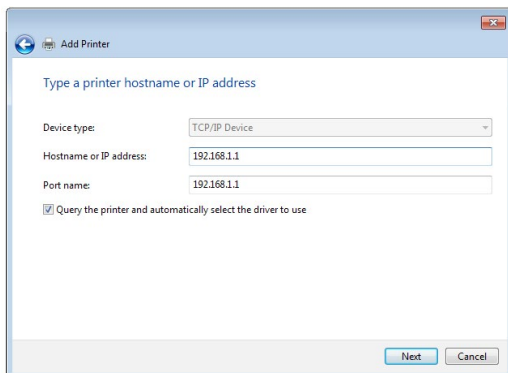 Add Printer
Type a printer hostname or IP address
Device type: TCP/IP Device
Hostname or IP address: 192.168.1.1
Port name: 192.168.1.1
Query the printer and automatically select the driver to use
Next Cancel